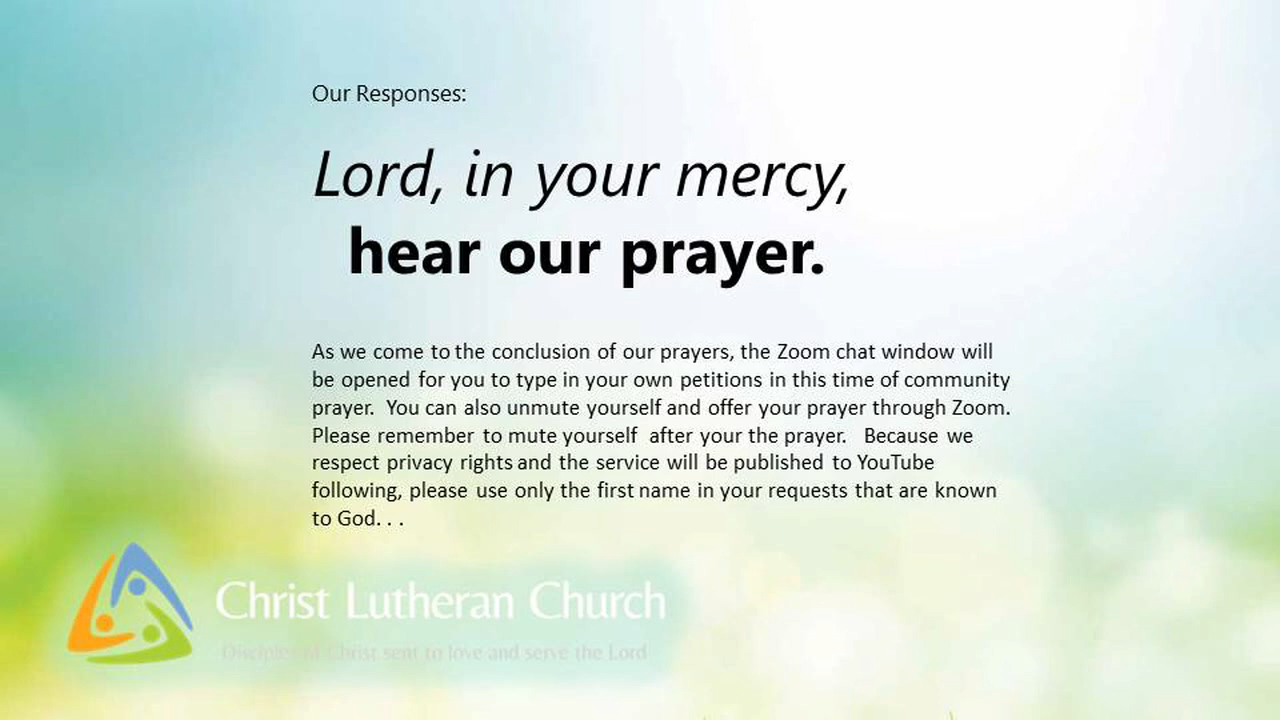 Our Responses:
Lord, in your mercy,
hear our prayer.
As we come to the conclusion of our prayers, the Zoom chat window will
be opened for you to type in your own petitions in this time of community
prayer. You can also unmute yourself and offer your prayer through Zoom.
Please remember to mute yourself after your the prayer. Because we
respect privacy rights and the service will be published to YouTube
following, please use only the first name in your requests that are known
to God. . .
Christ Lutheran Church
Disciples of Christ sent to love and serve the Lord